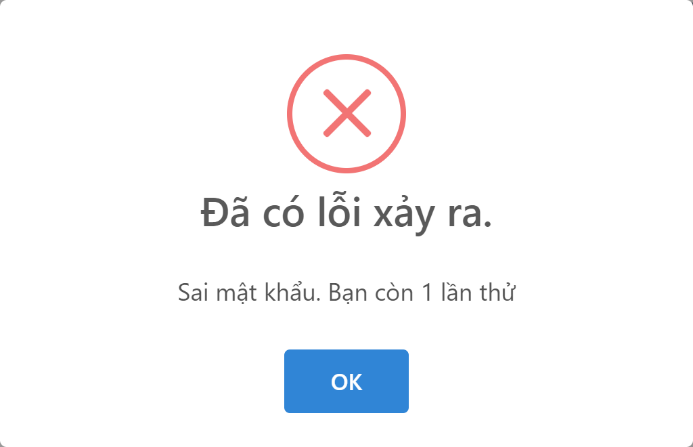 Đã có lỗi xảy ra.
Sai mật khẩu. Bạn còn 1 lần thử
OK